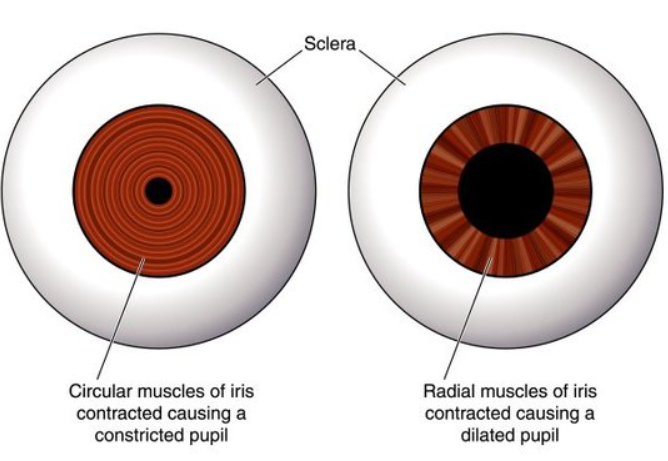 Sclera
Circular muscles of iris
contracted causing a
constricted pupil
Radial muscles of iris
contracted causing a
dilated pupil